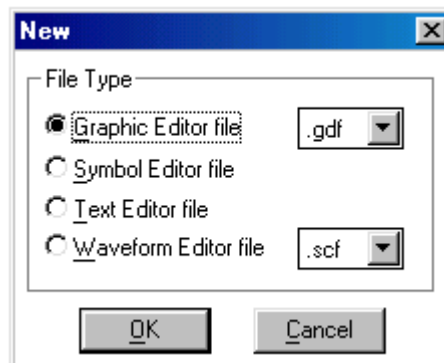 New
File Type
Graphic Editor file .gdf
Symbol Editor file
Text Editor file
Waveform Editor file .scf
OK Cancel